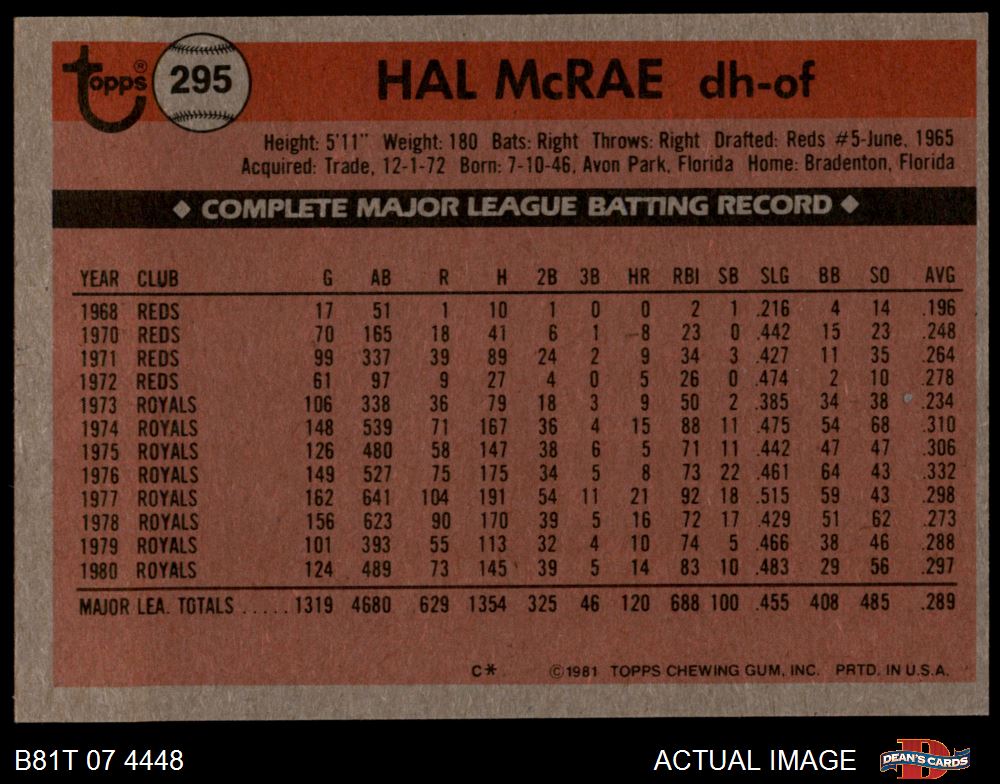 Topps® 295 HAL McRAE dh-of
Height: 5'11" Weight: 180 Bats: Right Throws: Right Drafted: Reds #5-June, 1965
Acquired: Trade, 12-1-72 Born: 7-10-46, Avon Park, Florida Home: Bradenton, Florida
◆ COMPLETE MAJOR LEAGUE BATTING RECORD ◆
YEAR CLUB G AB R H 2B 3B HR RBI SB SLG BB SO AVG
1968 REDS 17 51 1 10 1 0 0 2 1 .216 4 14 .196
1970 REDS 70 165 18 41 6 1 8 23 0 .442 15 23 .248
1971 REDS 99 337 39 89 24 2 9 34 3 .427 11 35 .264
1972 REDS 61 97 9 27 4 0 5 26 0 .474 2 10 .278
1973 ROYALS 106 338 36 79 18 3 9 50 2 .385 34 38 .234
1974 ROYALS 148 539 71 167 36 4 15 88 11 .475 54 68 .310
1975 ROYALS 126 480 58 147 38 6 5 71 11 .442 47 47 .306
1976 ROYALS 149 527 75 175 34 5 8 73 22 .461 64 43 .332
1977 ROYALS 162 641 104 191 54 11 21 92 18 .515 59 43 .298
1978 ROYALS 156 623 90 170 39 5 16 72 17 .429 51 62 .273
1979 ROYALS 101 393 55 113 32 4 10 74 5 .466 38 46 .288
1980 ROYALS 124 489 73 145 39 5 14 83 10 .483 29 56 .297
MAJOR LEA. TOTALS ..... 1319 4680 629 1354 325 46 120 688 100 .455 408 485 .289
C* ©1981 TOPPS CHEWING GUM, INC. PRTD. IN U.S.A.
B81T 07 4448 ACTUAL IMAGE DEAN'S CARDS